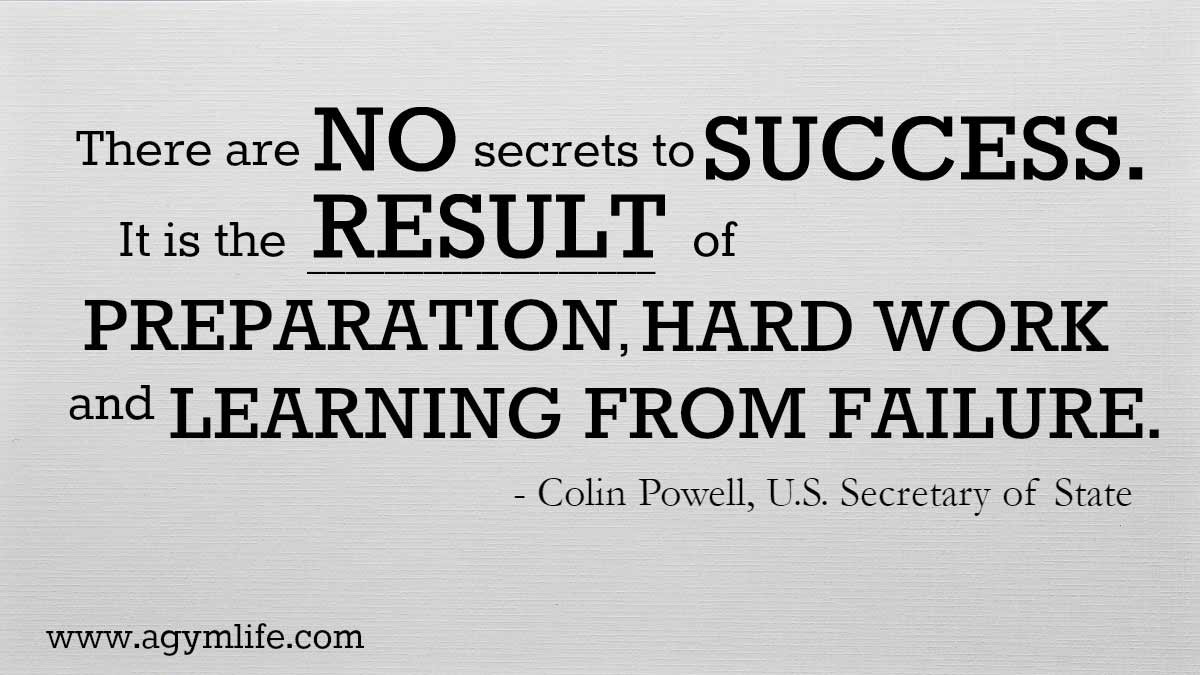 There are NO secrets to SUCCESS.
It is the RESULT of
PREPARATION, HARD WORK
and LEARNING FROM FAILURE.
- Colin Powell, U.S. Secretary of State
www.agymlife.com